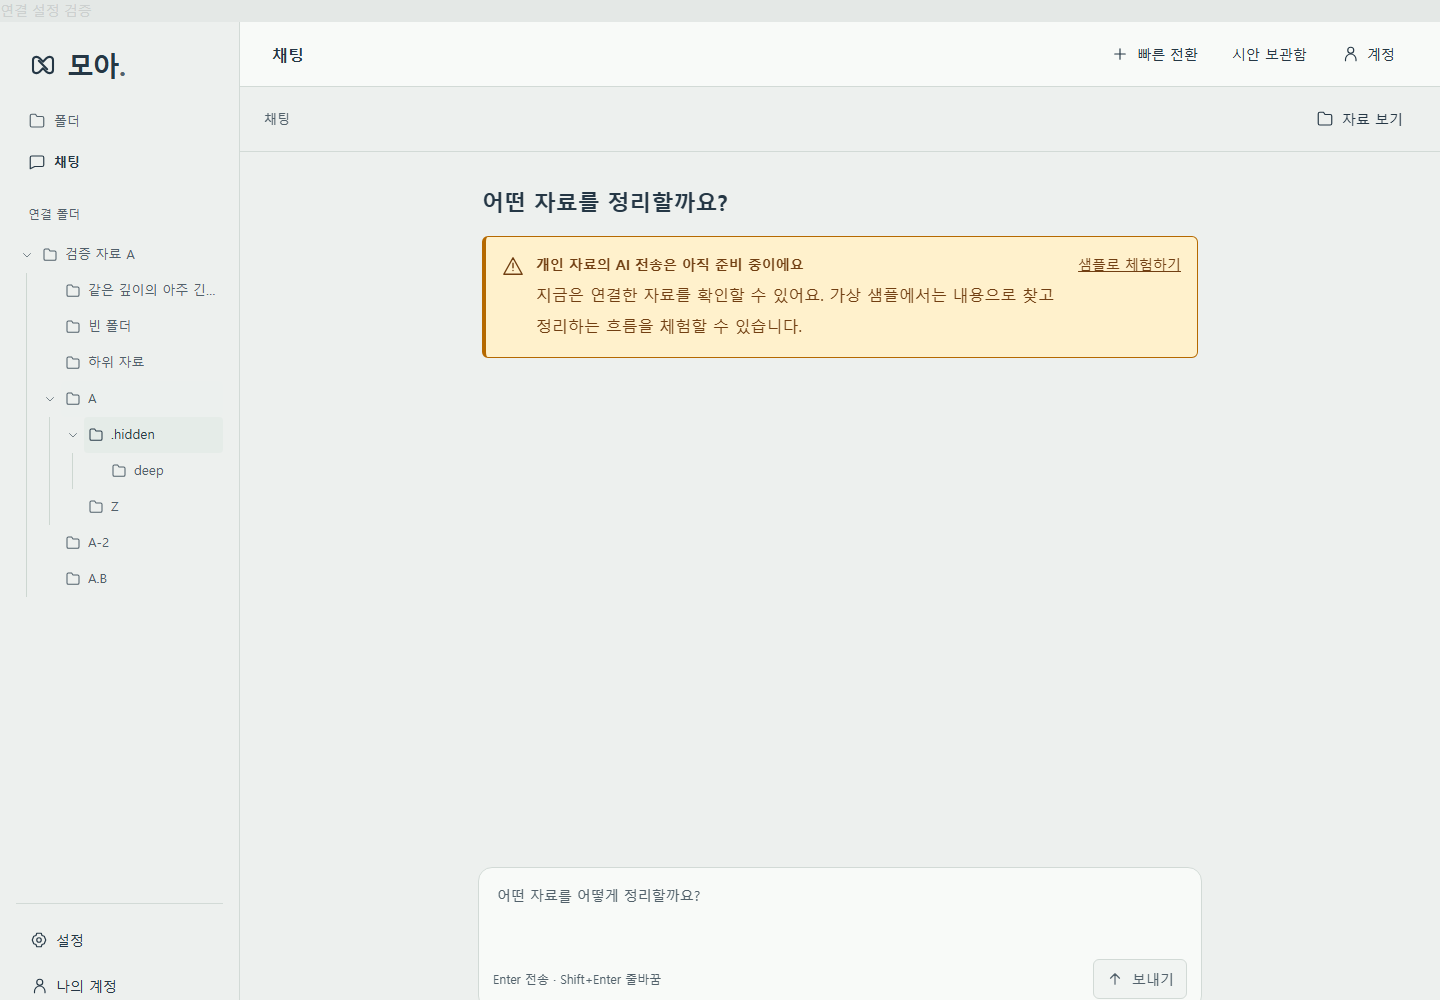 연결 설정 검증
모아.
폴더
채팅
연결 폴더
검증 자료 A
같은 깊이의 아주 긴...
빈 폴더
하위 자료
A
.hidden
deep
Z
A-2
A.B
설정
나의 계정
채팅
빠른 전환
시안 보관함
계정
채팅
자료 보기
어떤 자료를 정리할까요?
개인 자료의 AI 전송은 아직 준비 중이에요
샘플로 체험하기
지금은 연결한 자료를 확인할 수 있어요. 가상 샘플에서는 내용으로 찾고
정리하는 흐름을 체험할 수 있습니다.
어떤 자료를 어떻게 정리할까요?
Enter 전송 · Shift+Enter 줄바꿈
보내기